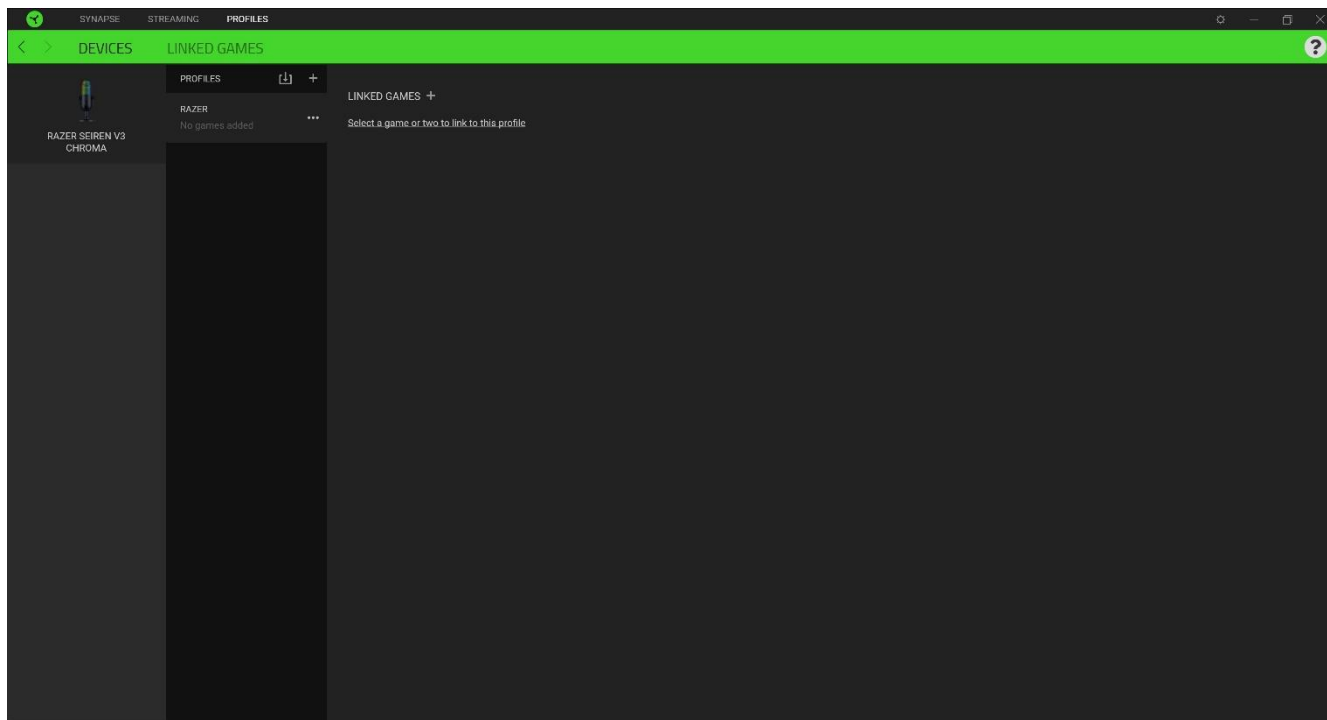 SYNAPSE STREAMING PROFILES
DEVICES LINKED GAMES
?
RAZER SEIREN V3
CHROMA
PROFILES
RAZER
No games added
LINKED GAMES
Select a game or two to link to this profile